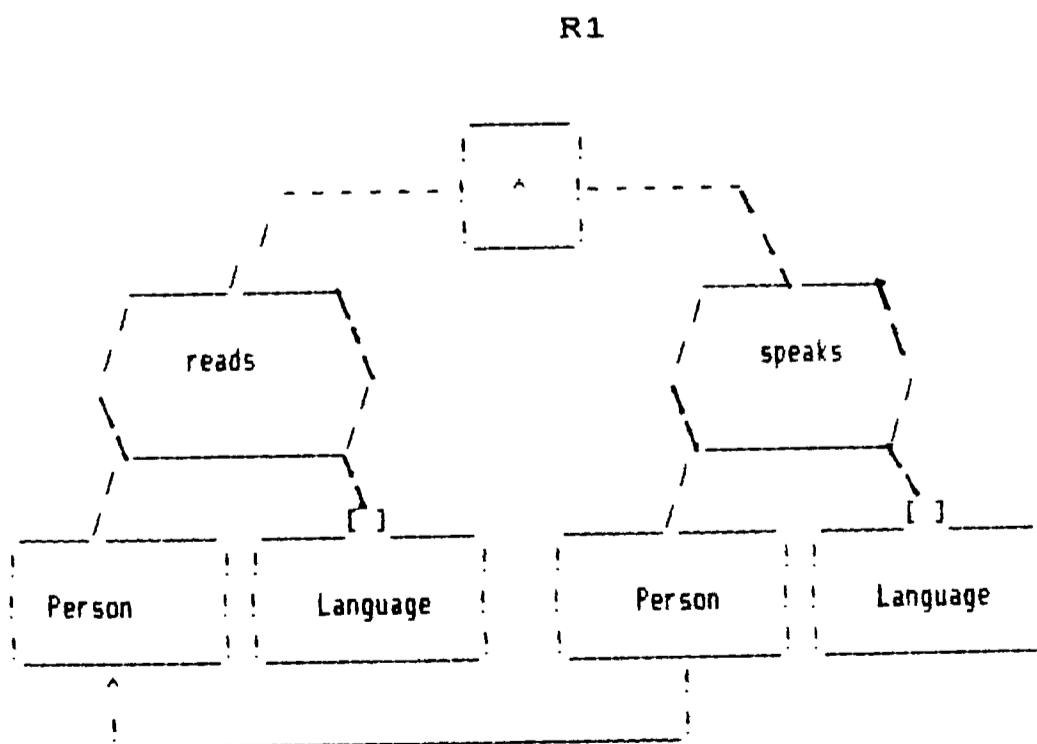 R1
^
reads speaks
[ ] [ ]
Person Language Person Language
^